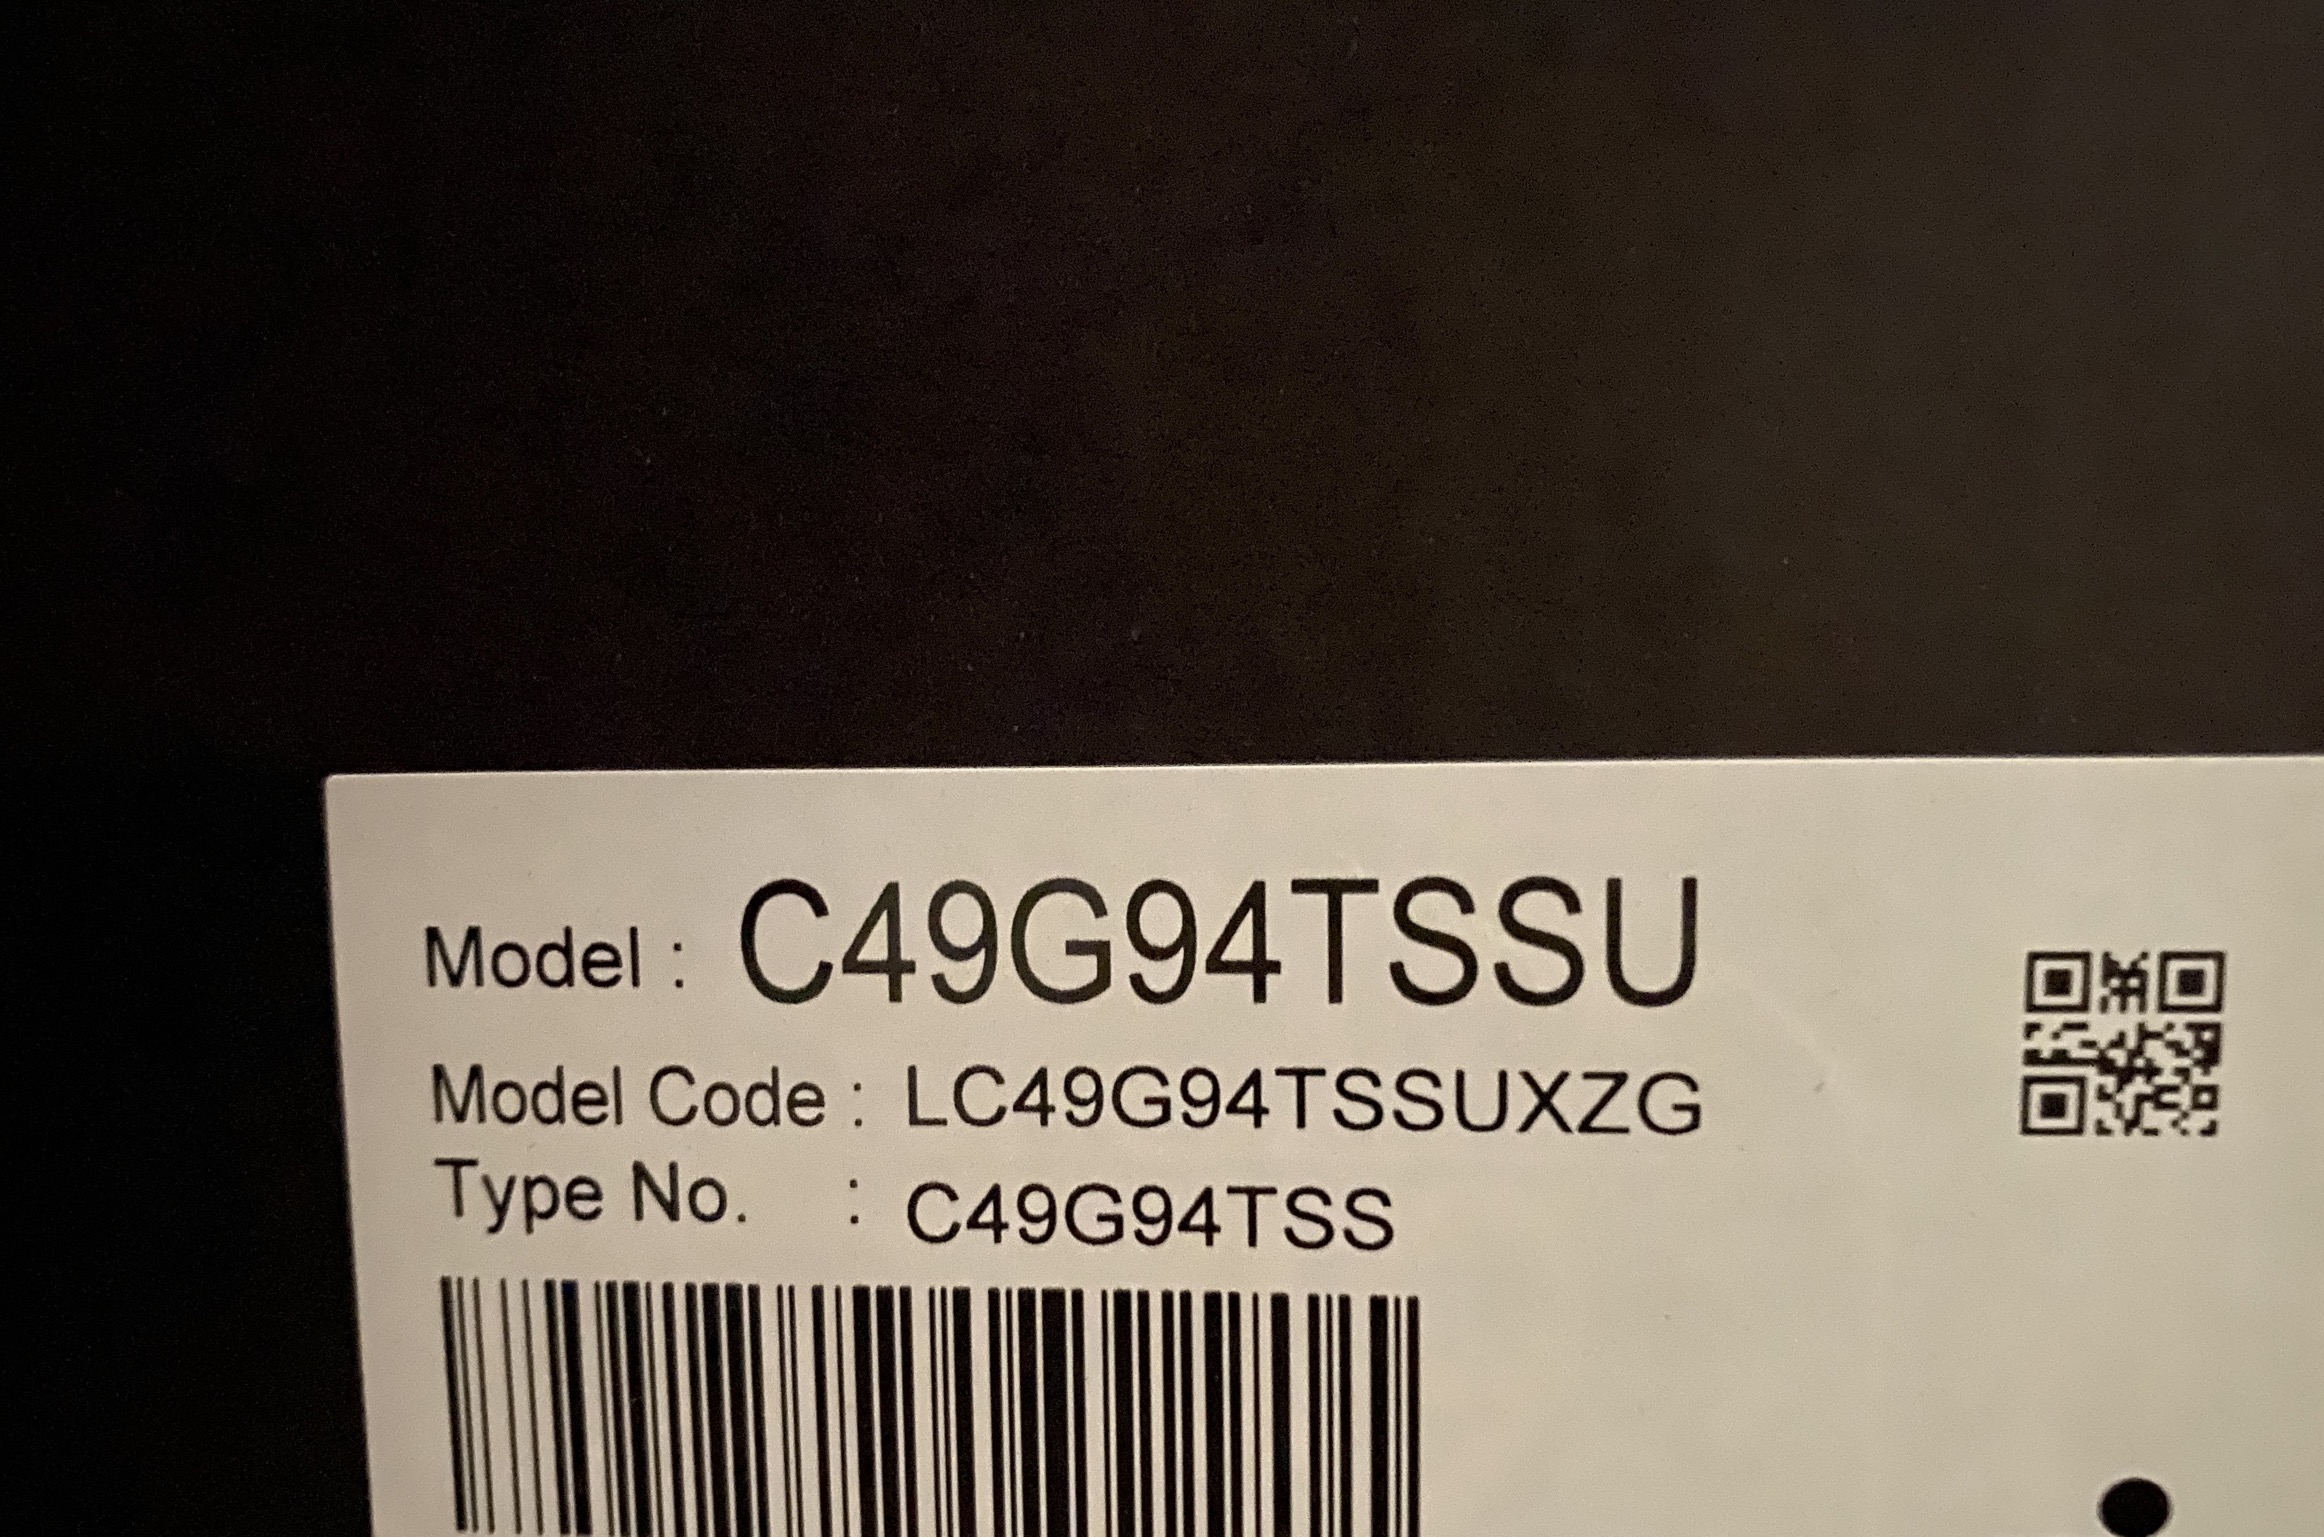 Model : C49G94TSSU
Model Code : LC49G94TSSUXZG
Type No. : C49G94TSS